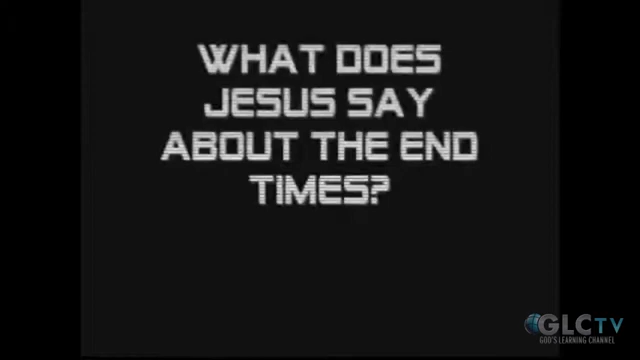 WHAT DOES
JESUS SAY
ABOUT THE END
TIMES?
GLCTV
GOD'S LEARNING CHANNEL